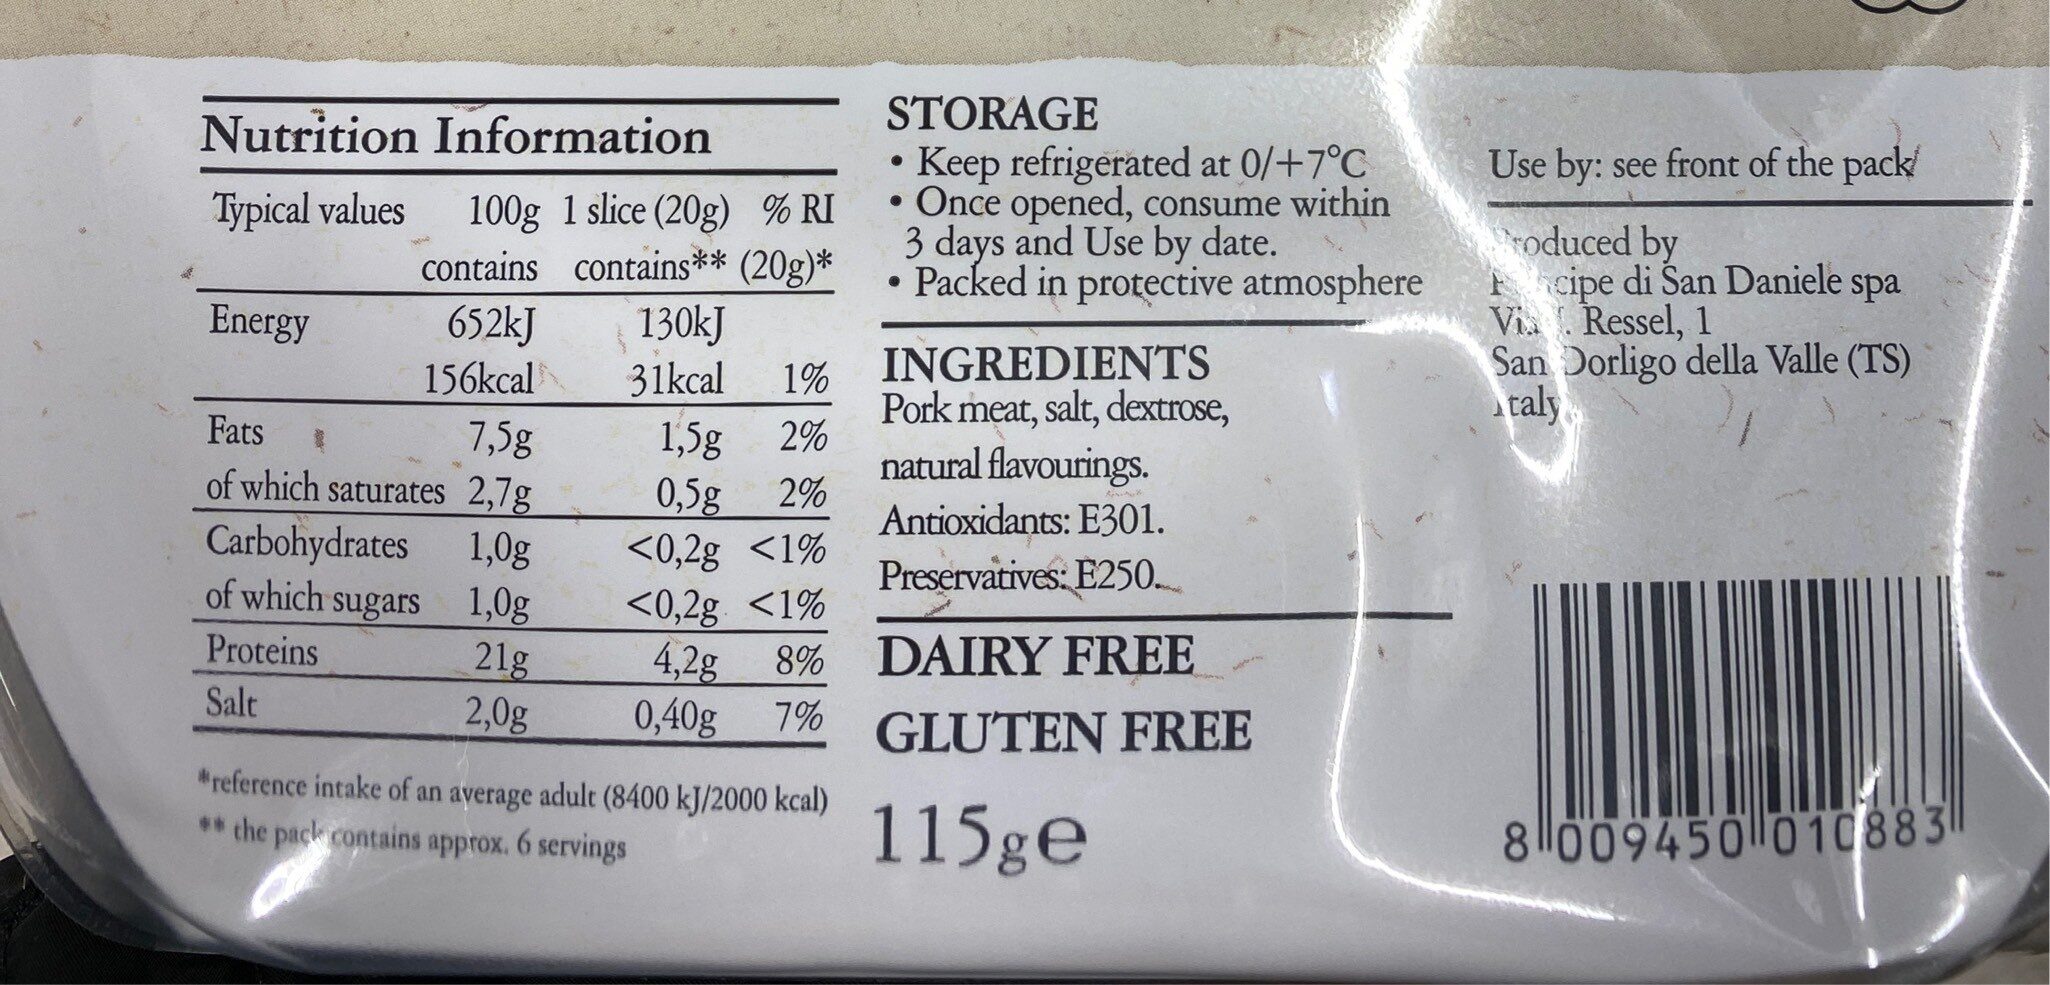 Nutrition Information
Typical values 100g 1 slice (20g) % RI
contains contains** (20g)*
Energy 652kJ 130kJ
156kcal 31kcal 1%
Fats 7,5g 1,5g 2%
of which saturates 2,7g 0,5g 2%
Carbohydrates 1,0g <0,2g <1%
of which sugars 1,0g <0,2g <1%
Proteins 21g 4,2g 8%
Salt 2,0g 0,40g 7%
*reference intake of an average adult (8400 kJ/2000 kcal)
** the pack contains approx. 6 servings
STORAGE
• Keep refrigerated at 0/+7°C
• Once opened, consume within
3 days and Use by date.
• Packed in protective atmosphere
INGREDIENTS
Pork meat, salt, dextrose,
natural flavourings.
Antioxidants: E301.
Preservatives: E250.
DAIRY FREE
GLUTEN FREE
115g e
Use by: see front of the pack
Produced by
di San Daniele spa
Ressel, 1
San Dorligo della Valle (TS)
Italy
8 009450 010883